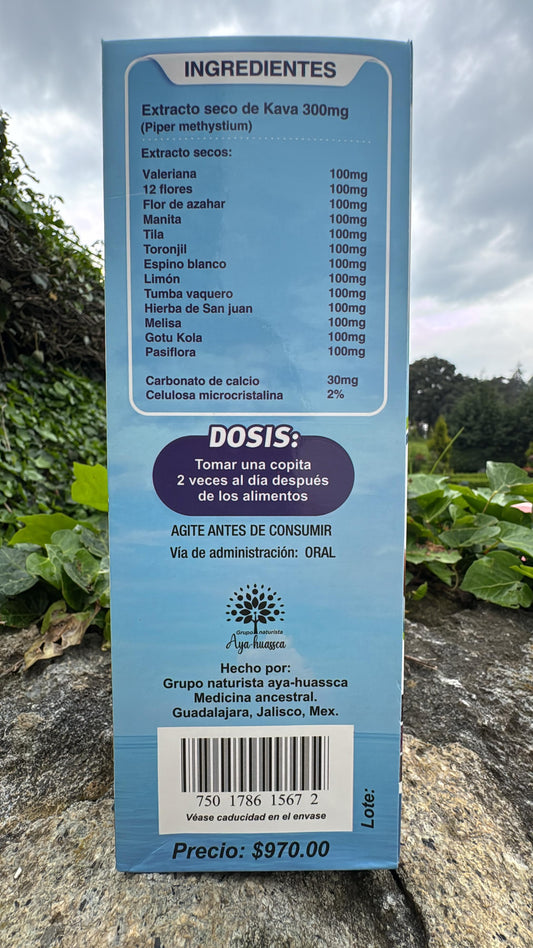 INGREDIENTES
Extracto seco de Kava 300mg
(Piper methystium)
Extracto secos:
Valeriana 100mg
12 flores 100mg
Flor de azahar 100mg
Manita 100mg
Tila 100mg
Toronjil 100mg
Espino blanco 100mg
Limón 100mg
Tumba vaquero 100mg
Hierba de San juan 100mg
Melisa 100mg
Gotu Kola 100mg
Pasiflora 100mg
Carbonato de calcio 30mg
Celulosa microcristalina 2%
DOSIS:
Tomar una copita
2 veces al día después
de los alimentos
AGITE ANTES DE CONSUMIR
Vía de administración: ORAL
Grupo naturista
Aya-huassca
Hecho por:
Grupo naturista aya-huassca
Medicina ancestral.
Guadalajara, Jalisco, Mex.
750 1786 1567 2
Véase caducidad en el envase
Lote:
Precio: $970.00